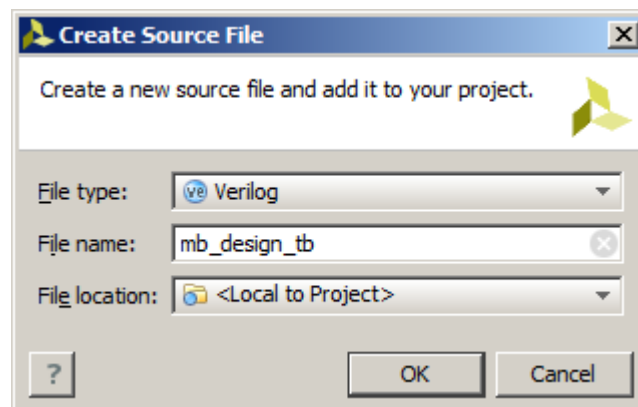 Create Source File
Create a new source file and add it to your project.
File type: ve Verilog
File name: mb_design_tb
File location: <Local to Project>
? OK Cancel